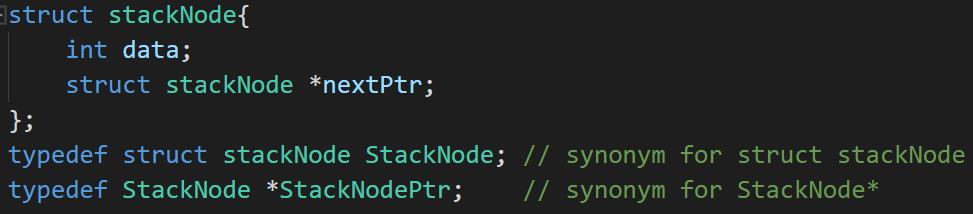 struct stackNode{
    int data;
    struct stackNode *nextPtr;
};
typedef struct stackNode StackNode; // synonym for struct stackNode
typedef StackNode *StackNodePtr;    // synonym for StackNode*